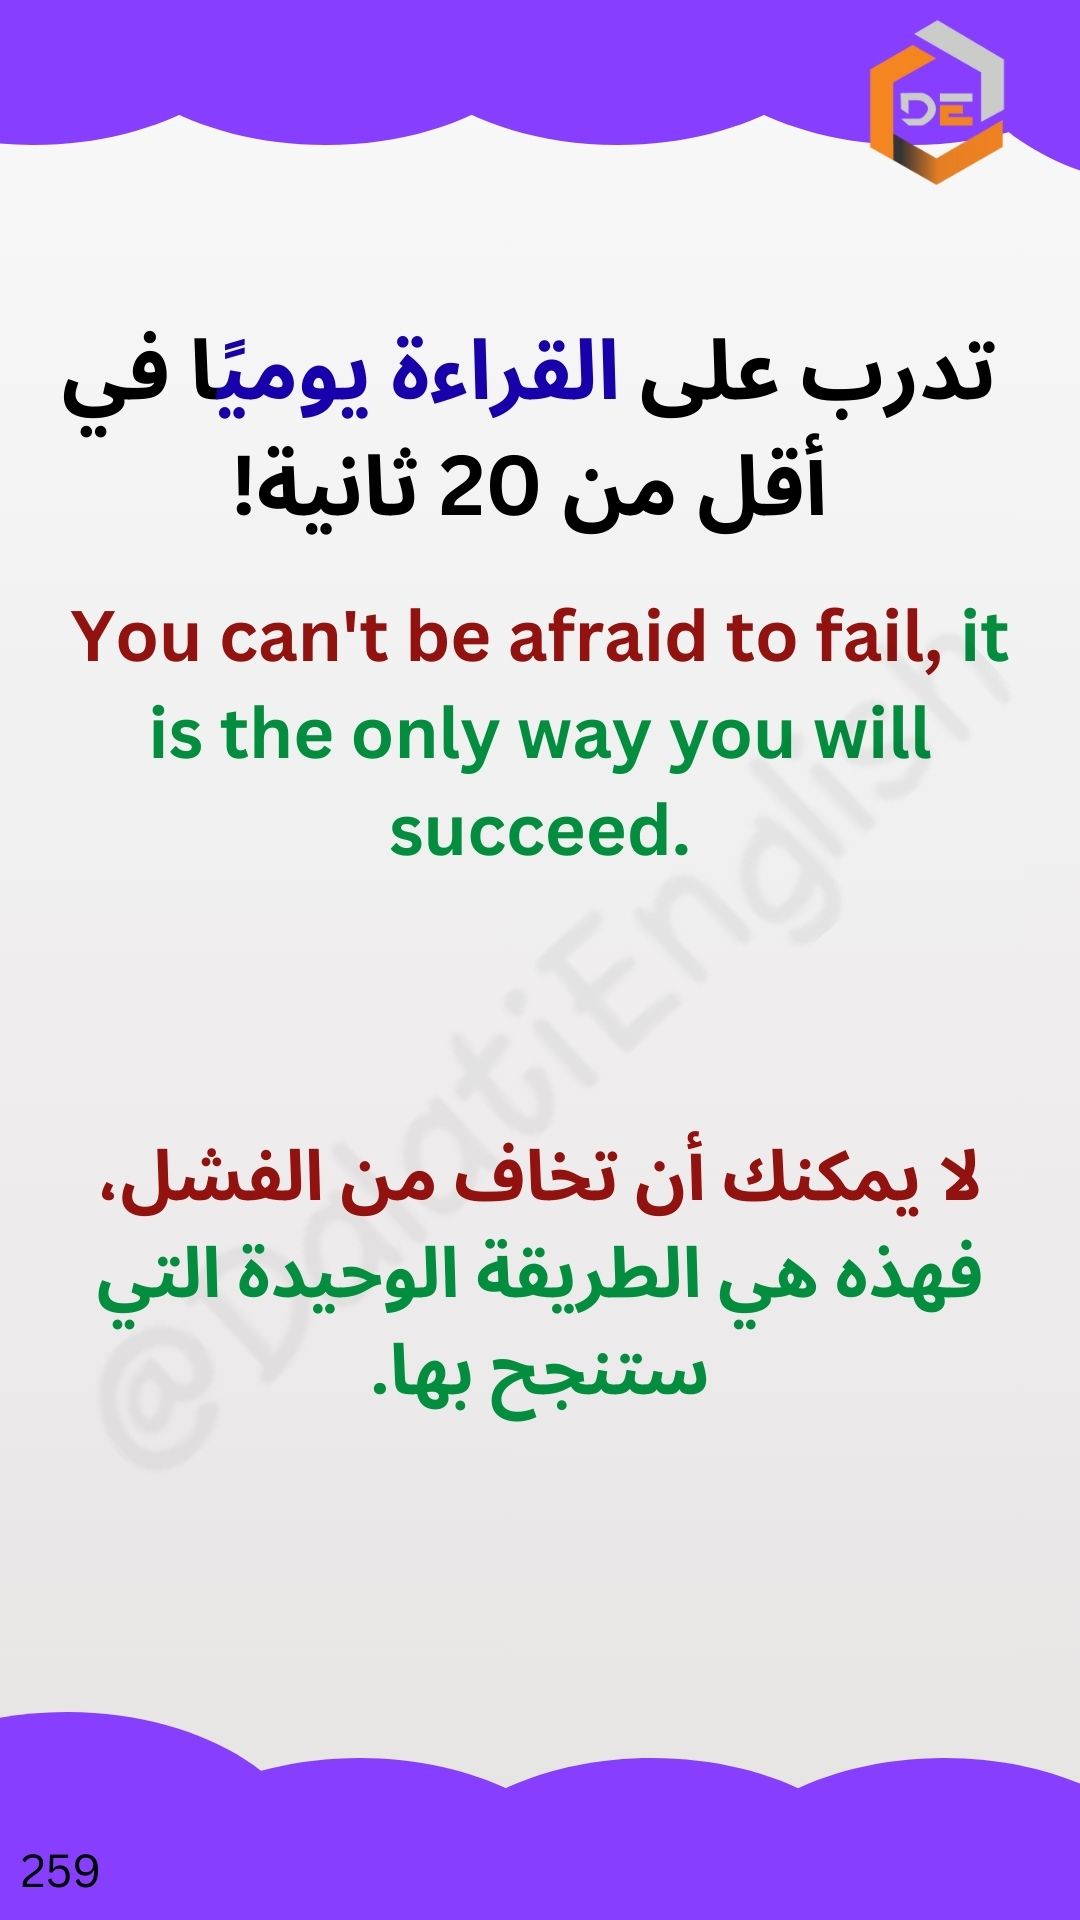 DE
تدرب على القراءة يوميًا في
أقل من 20 ثانية!
You can't be afraid to fail, it
is the only way you will
succeed.
@DalatiEnglish
لا يمكنك أن تخاف من الفشل،
فهذه هي الطريقة الوحيدة التي
ستنجح بها.
259